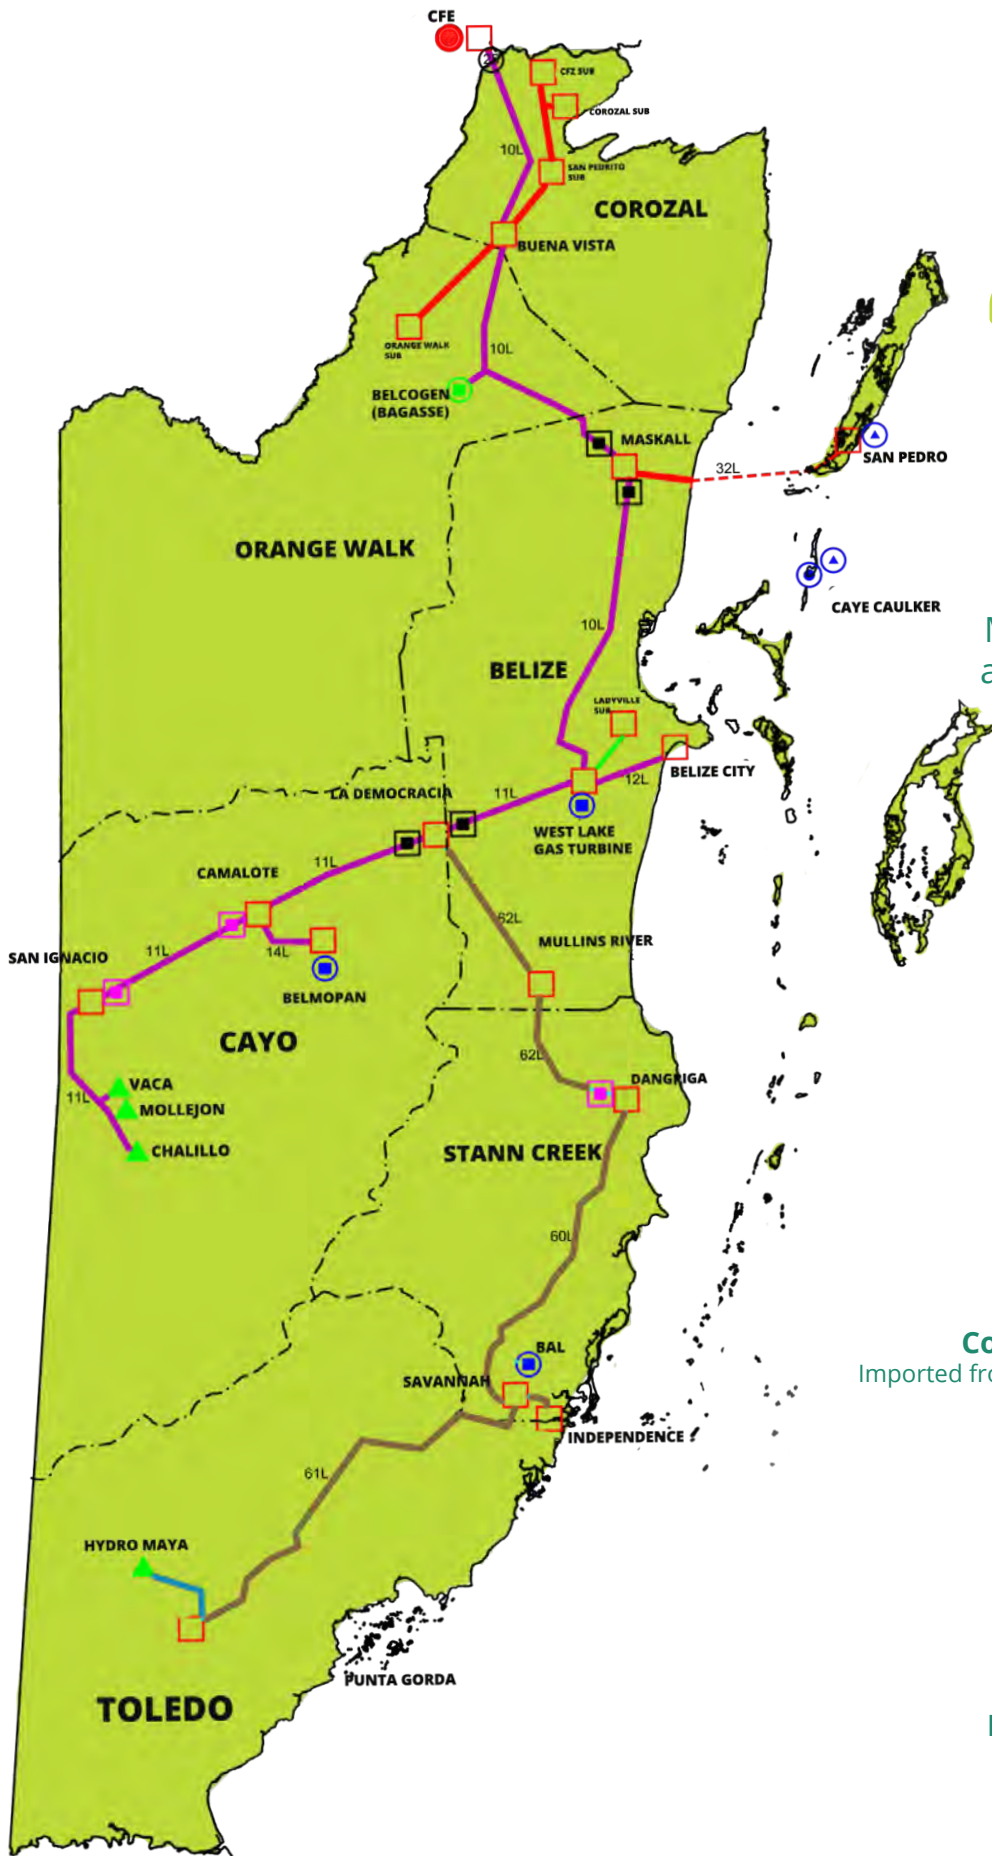 CFE
2
CFZ SUB
COROZAL SUB
10L
SAN PEDRITO
SUB
COROZAL
BUENA VISTA
ORANGE WALK
SUB
10L
BELCOGEN
(BAGASSE)
MASKALL
32L
SAN PEDRO
ORANGE WALK
CAYE CAULKER
10L
M
a
BELIZE
LADYVILLE
SUB
BELIZE CITY
12L
LA DEMOCRACIA
11L
WEST LAKE
GAS TURBINE
11L
CAMALOTE
62L
MULLINS RIVER
SAN IGNACIO
11L
14L
BELMOPAN
CAYO
62L
DANGRIGA
VACA
11L
MOLLEJON
CHALILLO
STANN CREEK
60L
BAL
Co
Imported fro
SAVANNAH
INDEPENDENCE
61L
HYDRO MAYA
PUNTA GORDA
TOLEDO